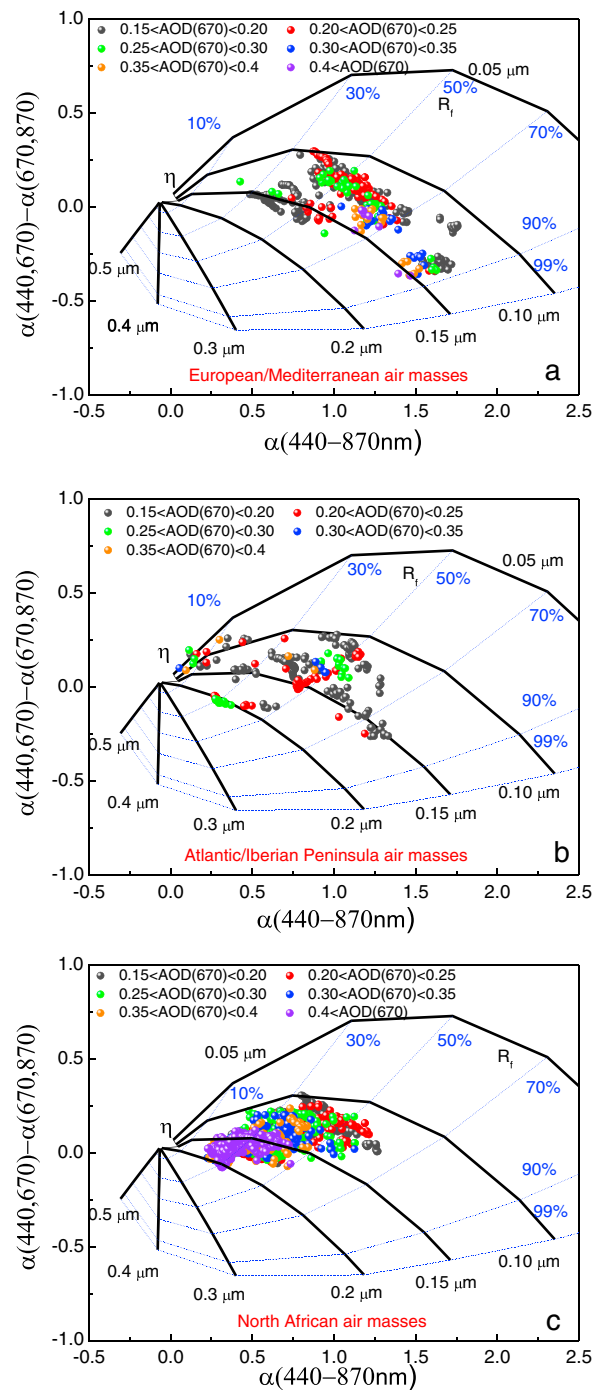 1.0
0.15<AOD(670)<0.20
0.20<AOD(670)<0.25
0.25<AOD(670)<0.30
0.30<AOD(670)<0.35
0.35<AOD(670)<0.4
0.4<AOD(670)
0.05 μm
50%
30%
R_f
10%
70%
0.5
η
0.0
90%
99%
0.5 μm
-0.5
0.4 μm
0.3 μm
0.2 μm
0.15 μm
0.10 μm
European/Mediterranean air masses
a
-1.0
-0.5
0.0
0.5
1.0
1.5
2.0
2.5
α(440,670)−α(670,870)
α(440−870nm)
1.0
0.15<AOD(670)<0.20
0.20<AOD(670)<0.25
0.25<AOD(670)<0.30
0.30<AOD(670)<0.35
0.35<AOD(670)<0.4
0.05 μm
30%
R_f
50%
10%
70%
0.5
η
0.0
90%
99%
0.5 μm
-0.5
0.4 μm
0.3 μm
0.2 μm
0.15 μm
0.10 μm
Atlantic/Iberian Peninsula air masses
b
-1.0
-0.5
0.0
0.5
1.0
1.5
2.0
2.5
α(440,670)−α(670,870)
α(440−870nm)
1.0
0.15<AOD(670)<0.20
0.20<AOD(670)<0.25
0.25<AOD(670)<0.30
0.30<AOD(670)<0.35
0.35<AOD(670)<0.4
0.4<AOD(670)
0.05 μm
30%
50%
R_f
10%
70%
0.5
η
0.0
90%
99%
0.5 μm
-0.5
0.4 μm
0.3 μm
0.2 μm
0.15 μm
0.10 μm
North African air masses
c
-1.0
-0.5
0.0
0.5
1.0
1.5
2.0
2.5
α(440,670)−α(670,870)
α(440−870nm)